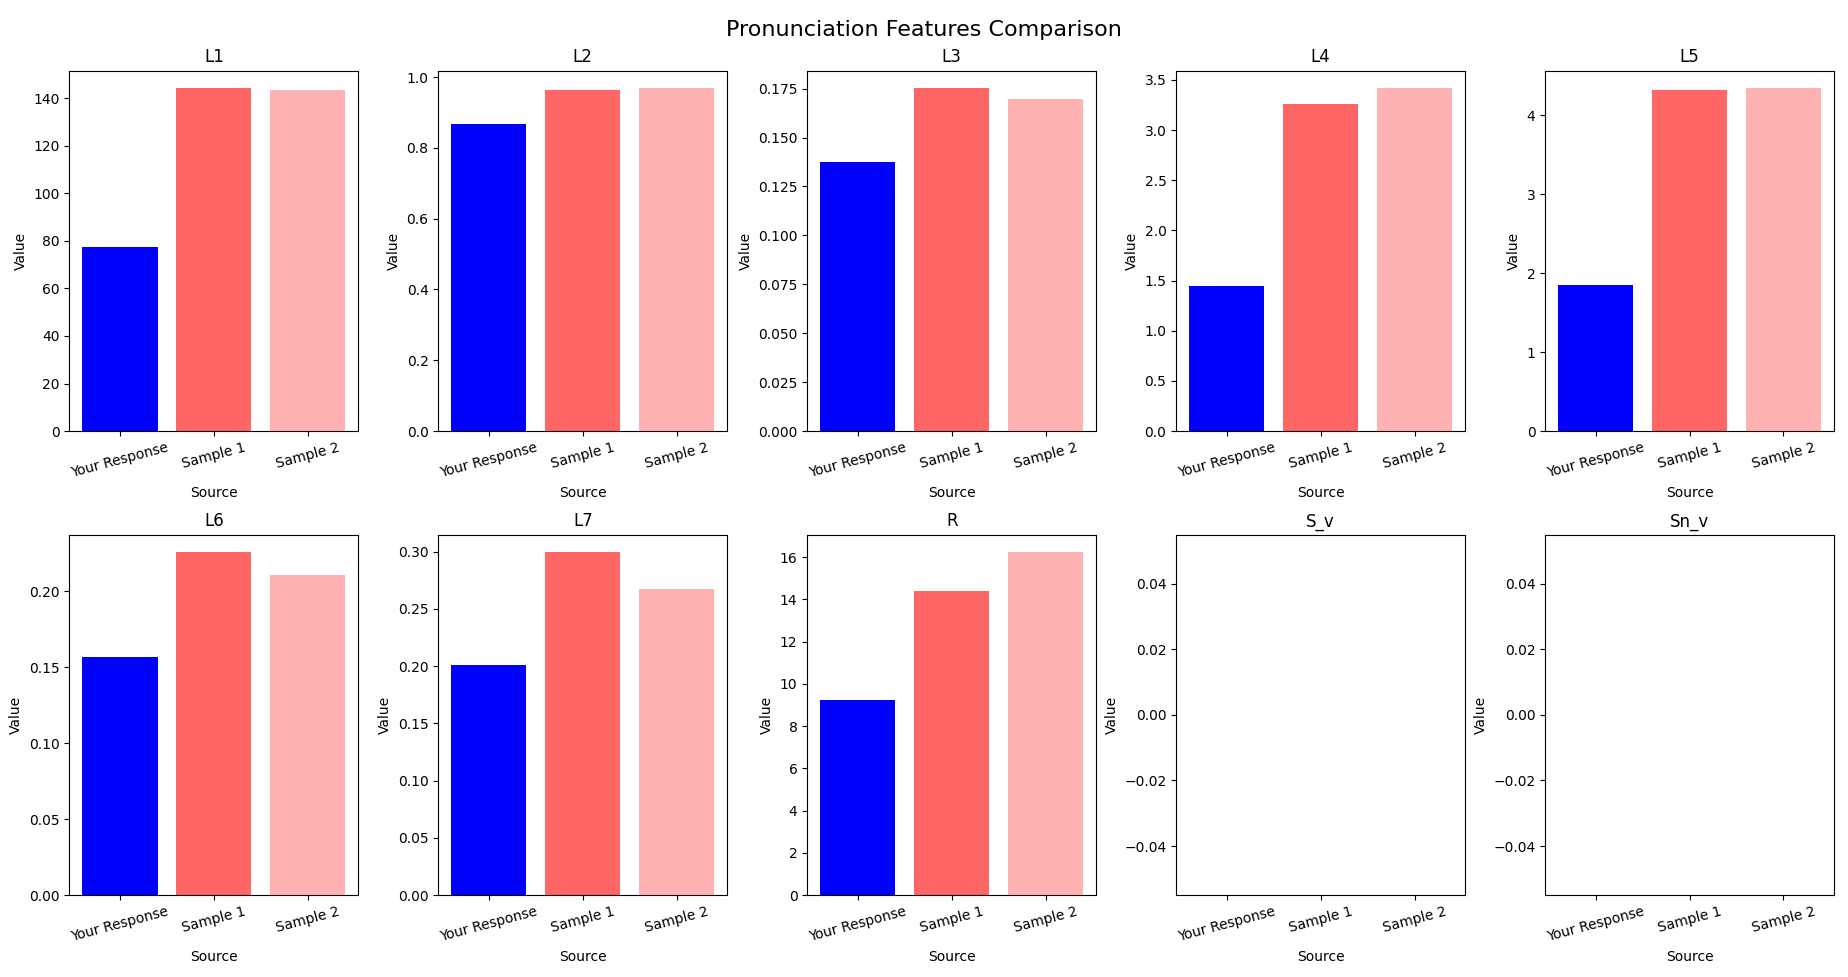 Pronunciation Features Comparison
L1
L2
L3
L4
L5
140
120
100
80
60
40
20
0
Value
Your Response
Sample 1
Sample 2
Source
1.0
0.8
0.6
0.4
0.2
0.0
Value
Your Response
Sample 1
Sample 2
Source
0.175
0.150
0.125
0.100
0.075
0.050
0.025
0.000
Value
Your Response
Sample 1
Sample 2
Source
3.5
3.0
2.5
2.0
1.5
1.0
0.5
0.0
Value
Your Response
Sample 1
Sample 2
Source
4
3
2
1
0
Value
Your Response
Sample 1
Sample 2
Source
L6
L7
R
S_v
Sn_v
0.20
0.15
0.10
0.05
0.00
Value
Your Response
Sample 1
Sample 2
Source
0.30
0.25
0.20
0.15
0.10
0.05
0.00
Value
Your Response
Sample 1
Sample 2
Source
16
14
12
10
8
6
4
2
0
Value
Your Response
Sample 1
Sample 2
Source
0.04
0.02
0.00
−0.02
−0.04
Value
Your Response
Sample 1
Sample 2
Source
0.04
0.02
0.00
−0.02
−0.04
Value
Your Response
Sample 1
Sample 2
Source